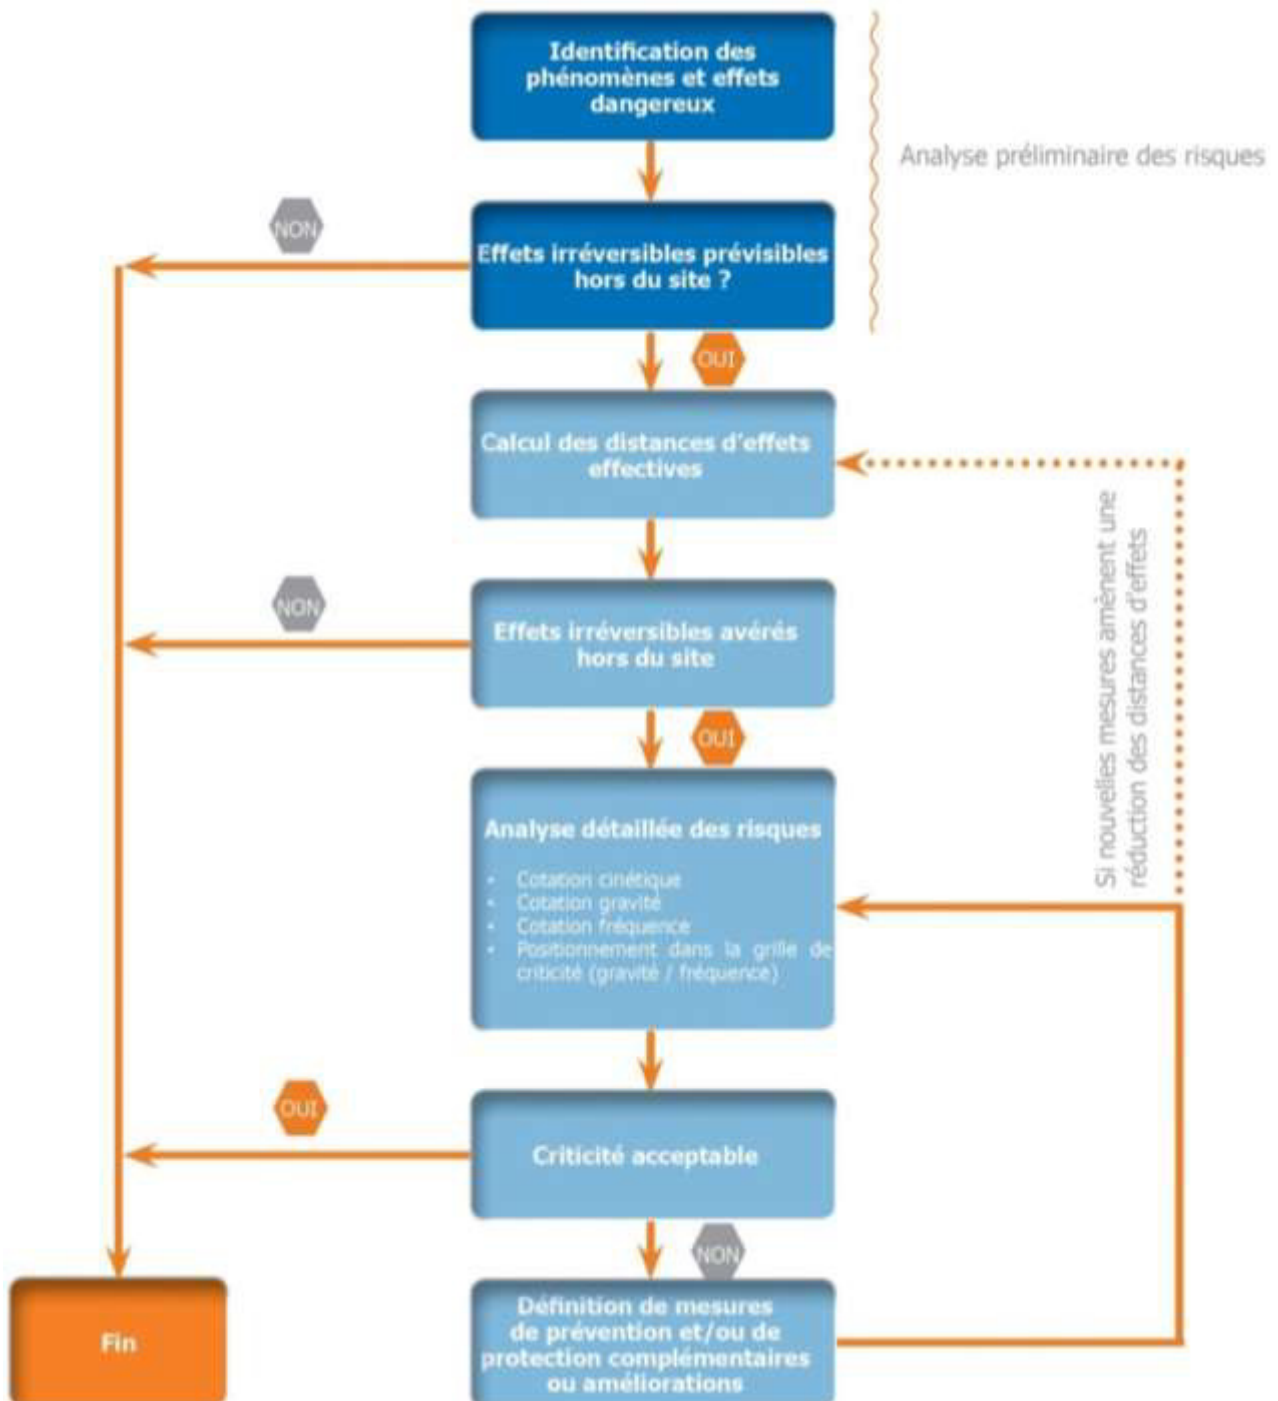 Identification des
phénomènes et effets
dangereux
Analyse préliminaire des risques
NON
Effets irréversibles prévisibles
hors du site ?
OUI
Calcul des distances d'effets
effectives
Si nouvelles mesures amènent une
réduction des distances d'effets
NON
Effets irréversibles avérés
hors du site
OUI
Analyse détaillée des risques
• Cotation cinétique
• Cotation gravité
• Cotation fréquence
• Positionnement dans la grille de
criticité (gravité / fréquence)
OUI
Criticité acceptable
NON
Fin
Définition de mesures
de prévention et/ou de
protection complémentaires
ou améliorations